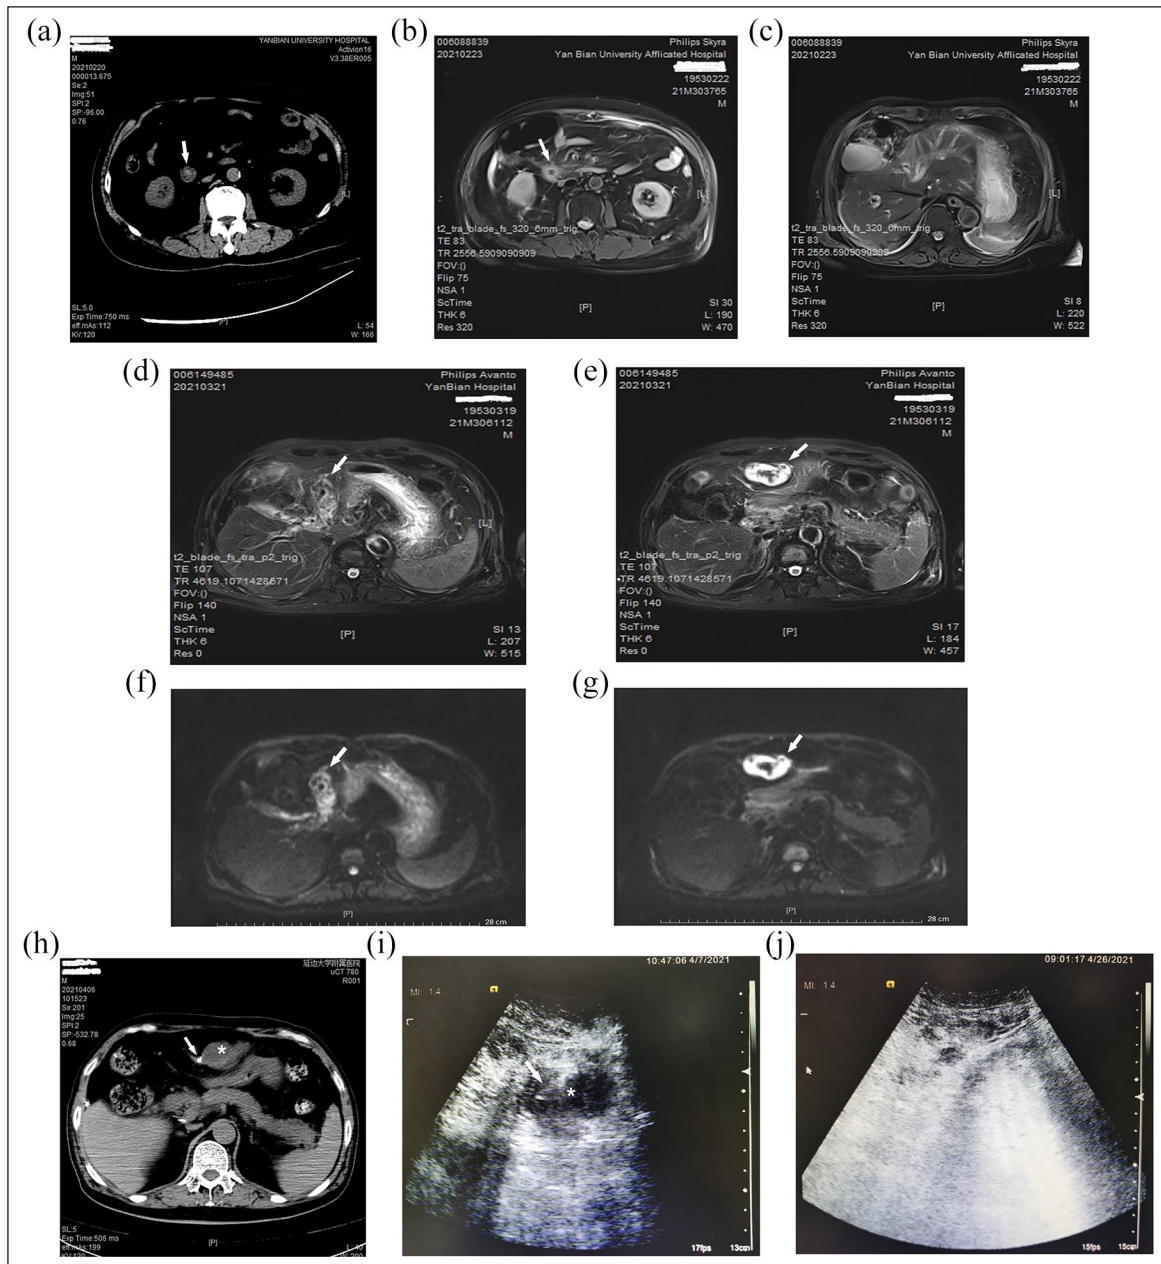 (a)
YANBIAN UNIVERSITY HOSPITAL
Activion16
V3.38ER005
M
20210220
000013.675
Se:2
Img:51
SPI:2
SP:-96.00
0.76
[L]
SL:5.0
Exp Time:750 ms
eff.mAs:112
KV:120
[P]
L: 54
W: 166
(b)
006088839
20210223
Philips Skyra
Yan Bian University Afflicated Hospital
19530222
21M303765
M
[L]
t2_tra_blade_fs_320_6mm_trig
TE 83
TR 2556.5909090909
FOV:()
Flip 75
NSA 1
ScTime
THK 6
Res 320
[P]
SI 30
L: 190
W: 470
(c)
006088839
20210223
Philips Skyra
Yan Bian University Afflicated Hospital
19530222
21M303765
M
[L]
t2_tra_blade_fs_320_6mm_trig
TE 83
TR 2556.5909090909
FOV:()
Flip 75
NSA 1
ScTime
THK 6
Res 320
[P]
SI 8
L: 220
W: 522
(d)
006149485
20210321
Philips Avanto
YanBian Hospital
19530319
21M306112
M
[L]
t2_blade_fs_tra_p2_trig
TE 107
TR 4619.1071428571
FOV:()
Flip 140
NSA 1
ScTime
THK 6
Res 0
[P]
SI 13
L: 207
W: 515
(e)
006149485
20210321
Philips Avanto
YanBian Hospital
19530319
21M306112
M
[L]
t2_blade_fs_tra_p2_trig
TE 107
TR 4619.1071428571
FOV:()
Flip 140
NSA 1
ScTime
THK 6
Res 0
[P]
SI 17
L: 184
W: 457
(f)
[P]
28 cm
(g)
[P]
28 cm
(h)
延边大学附属医院
uCT 780
R001
M
20210406
101523
Se:201
Img:25
SPI:2
SP:-532.78
0.68
*
SL:5
Exp Time:506 ms
eff.mAs:199
KV:120
[P]
L: 40
W: 200
(i)
10:47:06 4/7/2021
MI: 1.4
*
17fps
13cm
(j)
09:01:17 4/26/2021
MI: 1.4
15fps
15cm